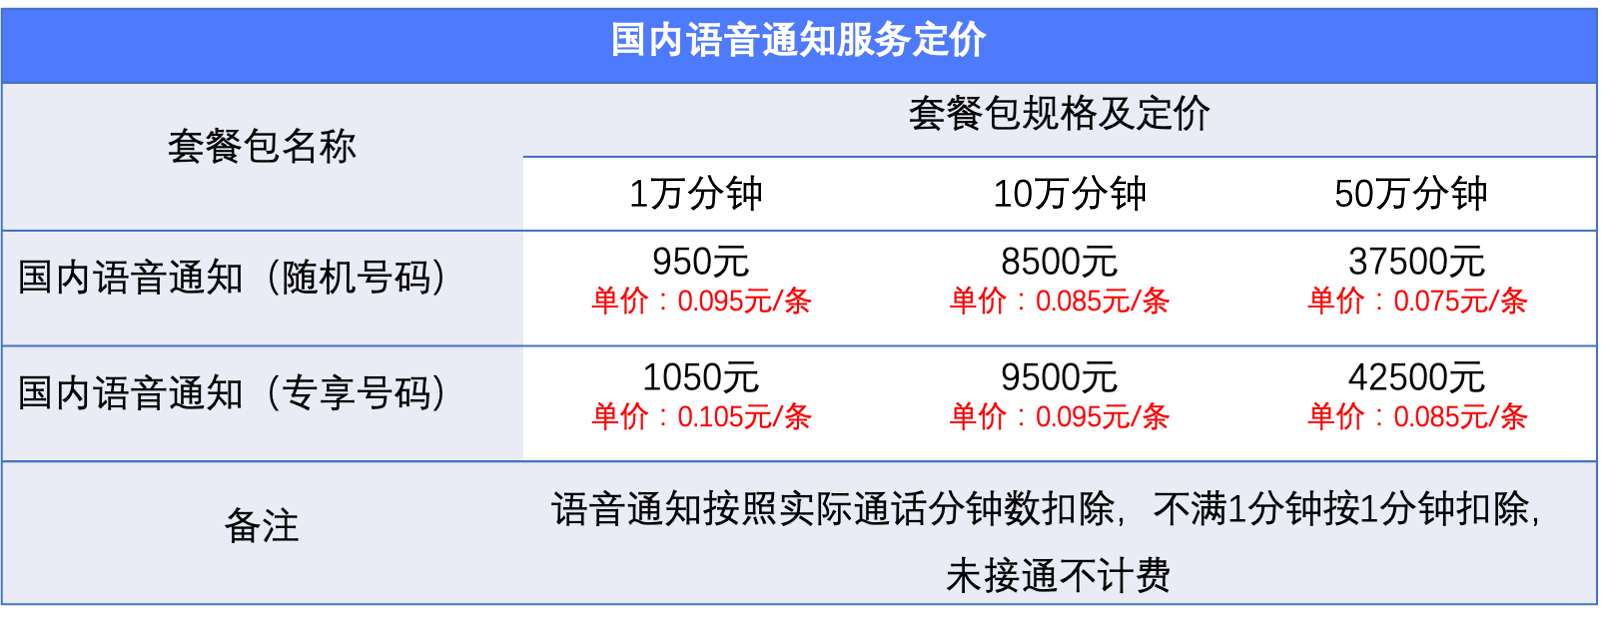 国内语音通知服务定价
套餐包名称
套餐包规格及定价
1万分钟
10万分钟
50万分钟
国内语音通知（随机号码）
950元
单价：0.095元/条
8500元
单价：0.085元/条
37500元
单价：0.075元/条
国内语音通知（专享号码）
1050元
单价：0.105元/条
9500元
单价：0.095元/条
42500元
单价：0.085元/条
备注
语音通知按照实际通话分钟数扣除，不满1分钟按1分钟扣除，
未接通不计费